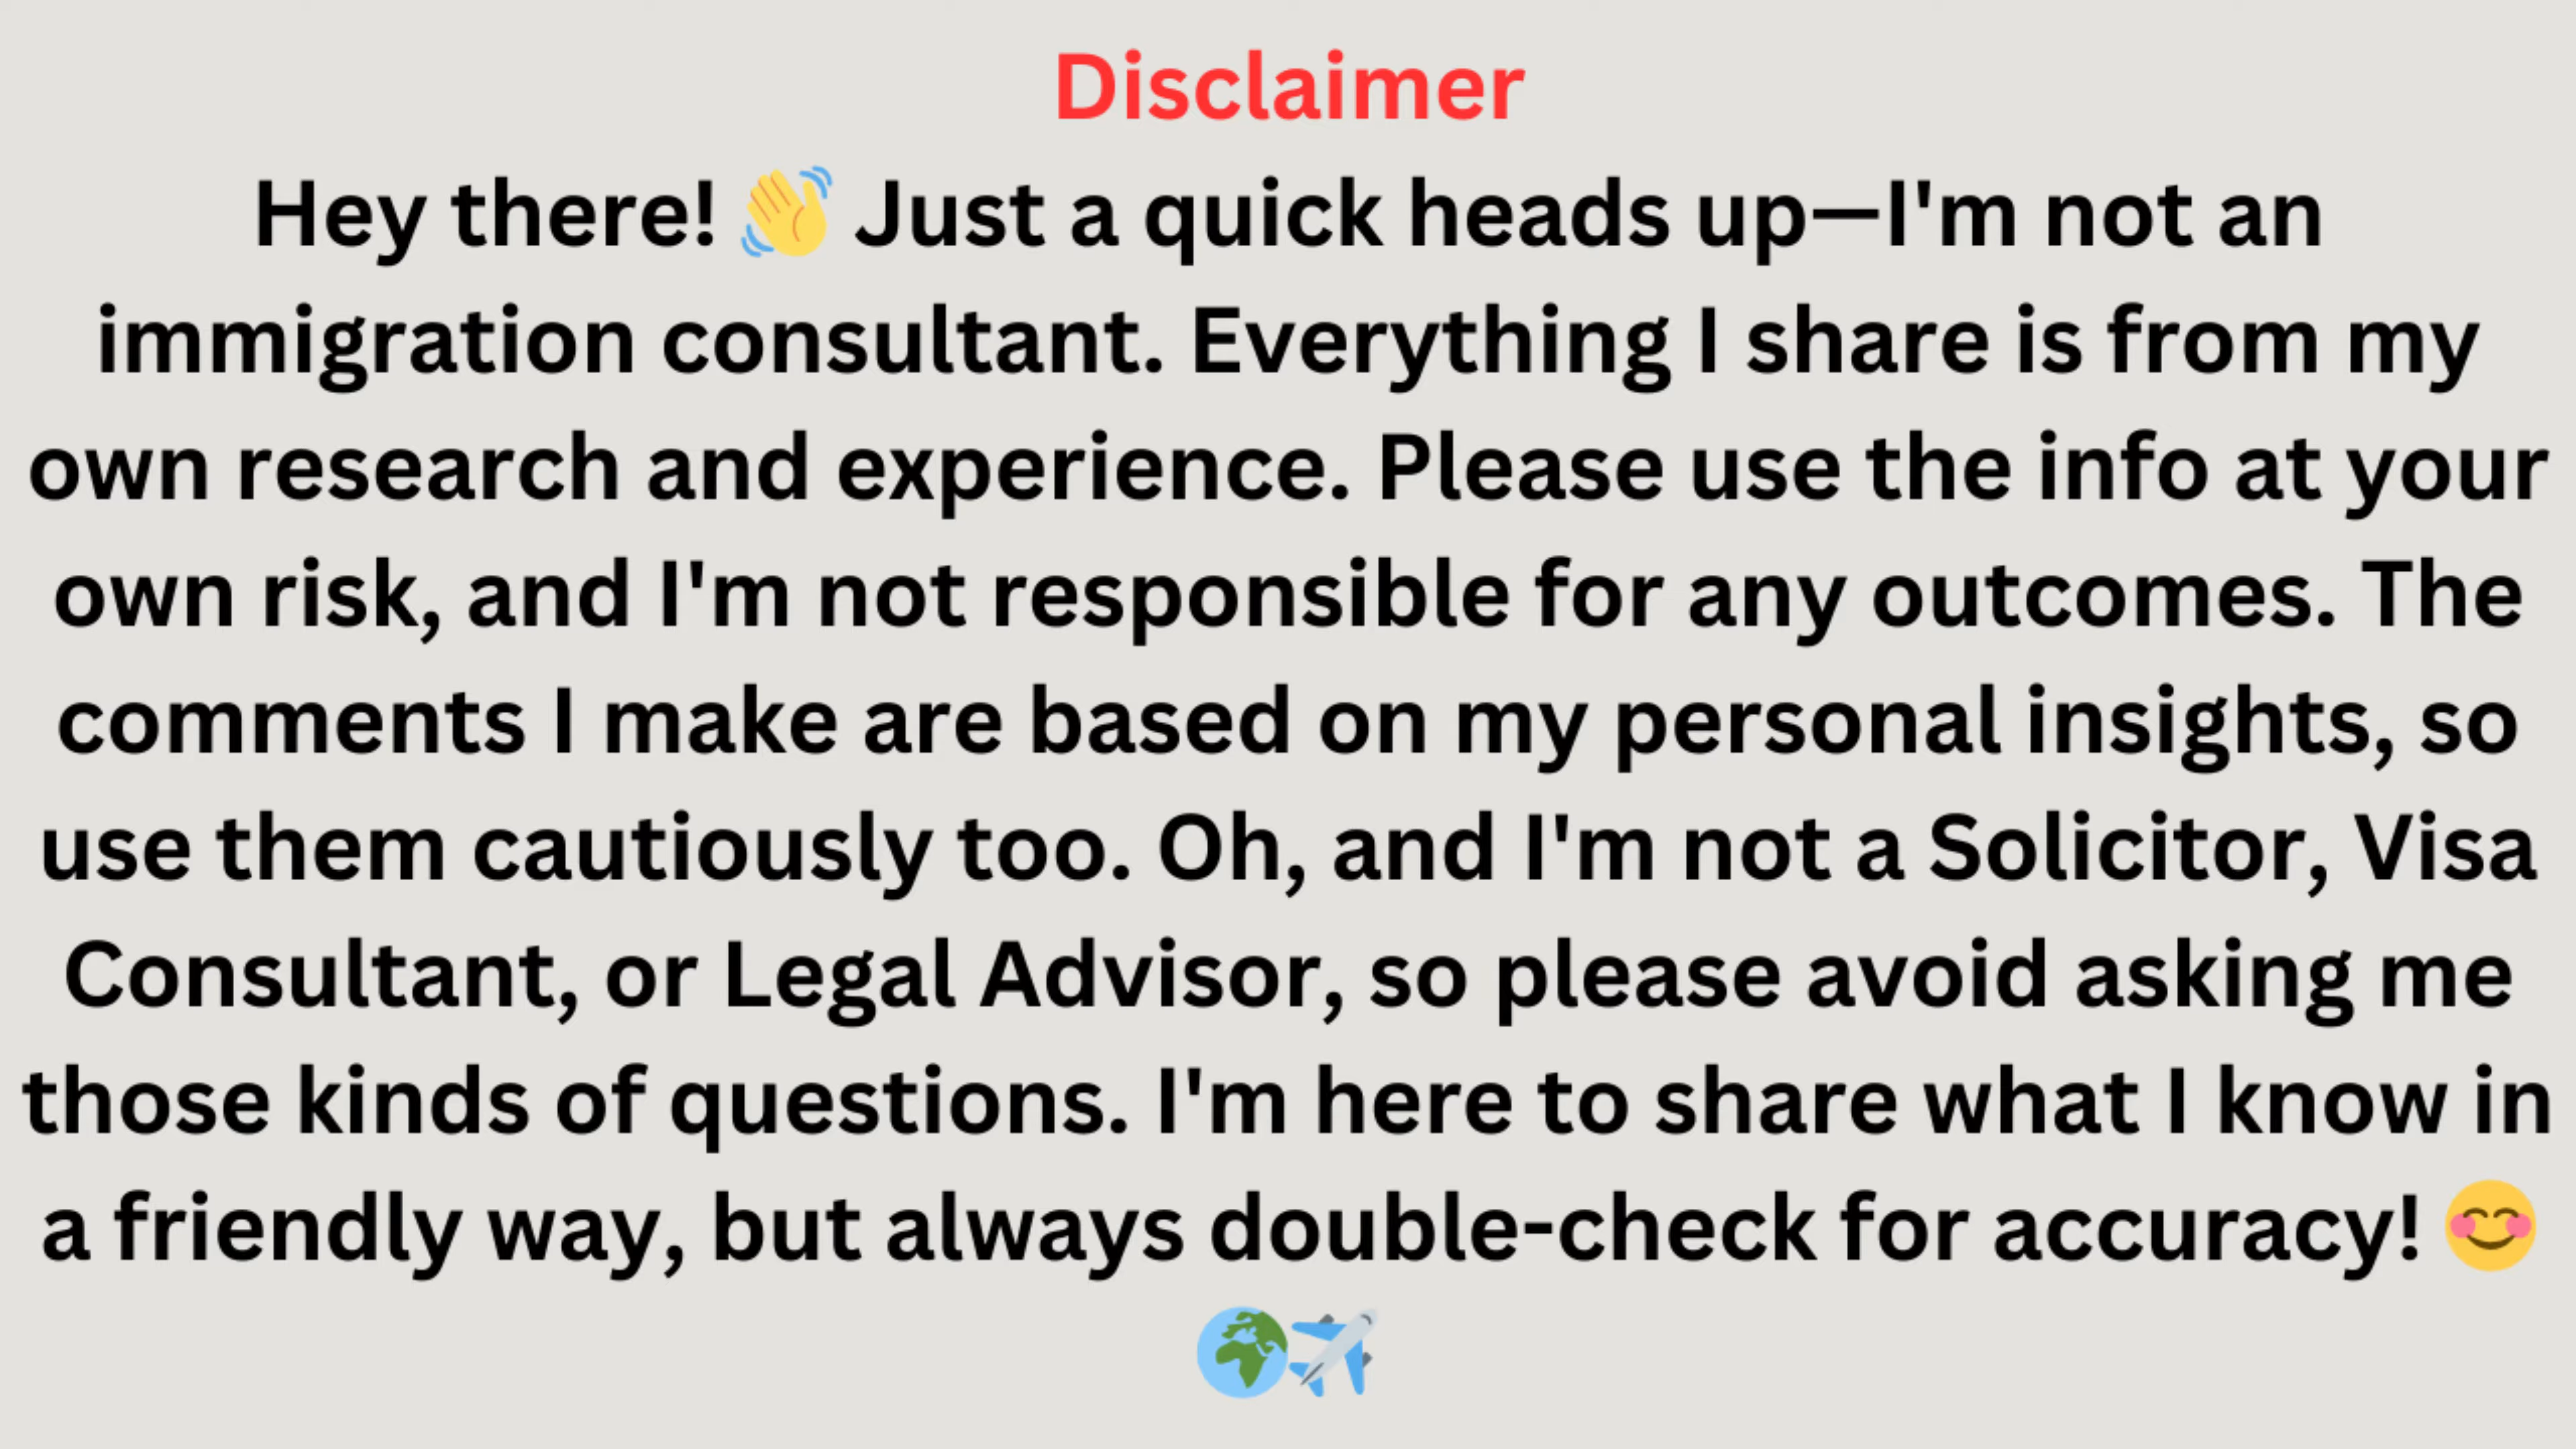 Disclaimer
Hey there! 👋 Just a quick heads up—I'm not an
immigration consultant. Everything I share is from my
own research and experience. Please use the info at your
own risk, and I'm not responsible for any outcomes. The
comments I make are based on my personal insights, so
use them cautiously too. Oh, and I'm not a Solicitor, Visa
Consultant, or Legal Advisor, so please avoid asking me
those kinds of questions. I'm here to share what I know in
a friendly way, but always double-check for accuracy! 😊
🌍✈️